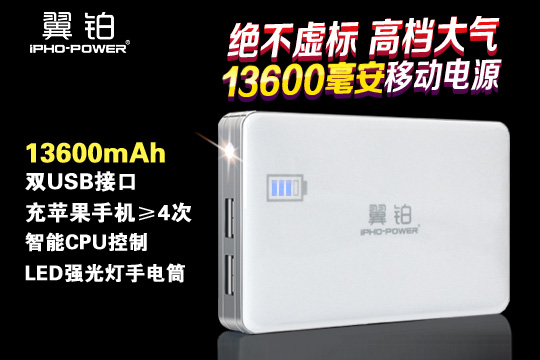 翼铂
iPHO-POWER®
绝不虚标 高档大气
13600毫安移动电源
13600mAh
双USB接口
充苹果手机≥4次
智能CPU控制
LED强光灯手电筒
翼铂
iPHO-POWER®